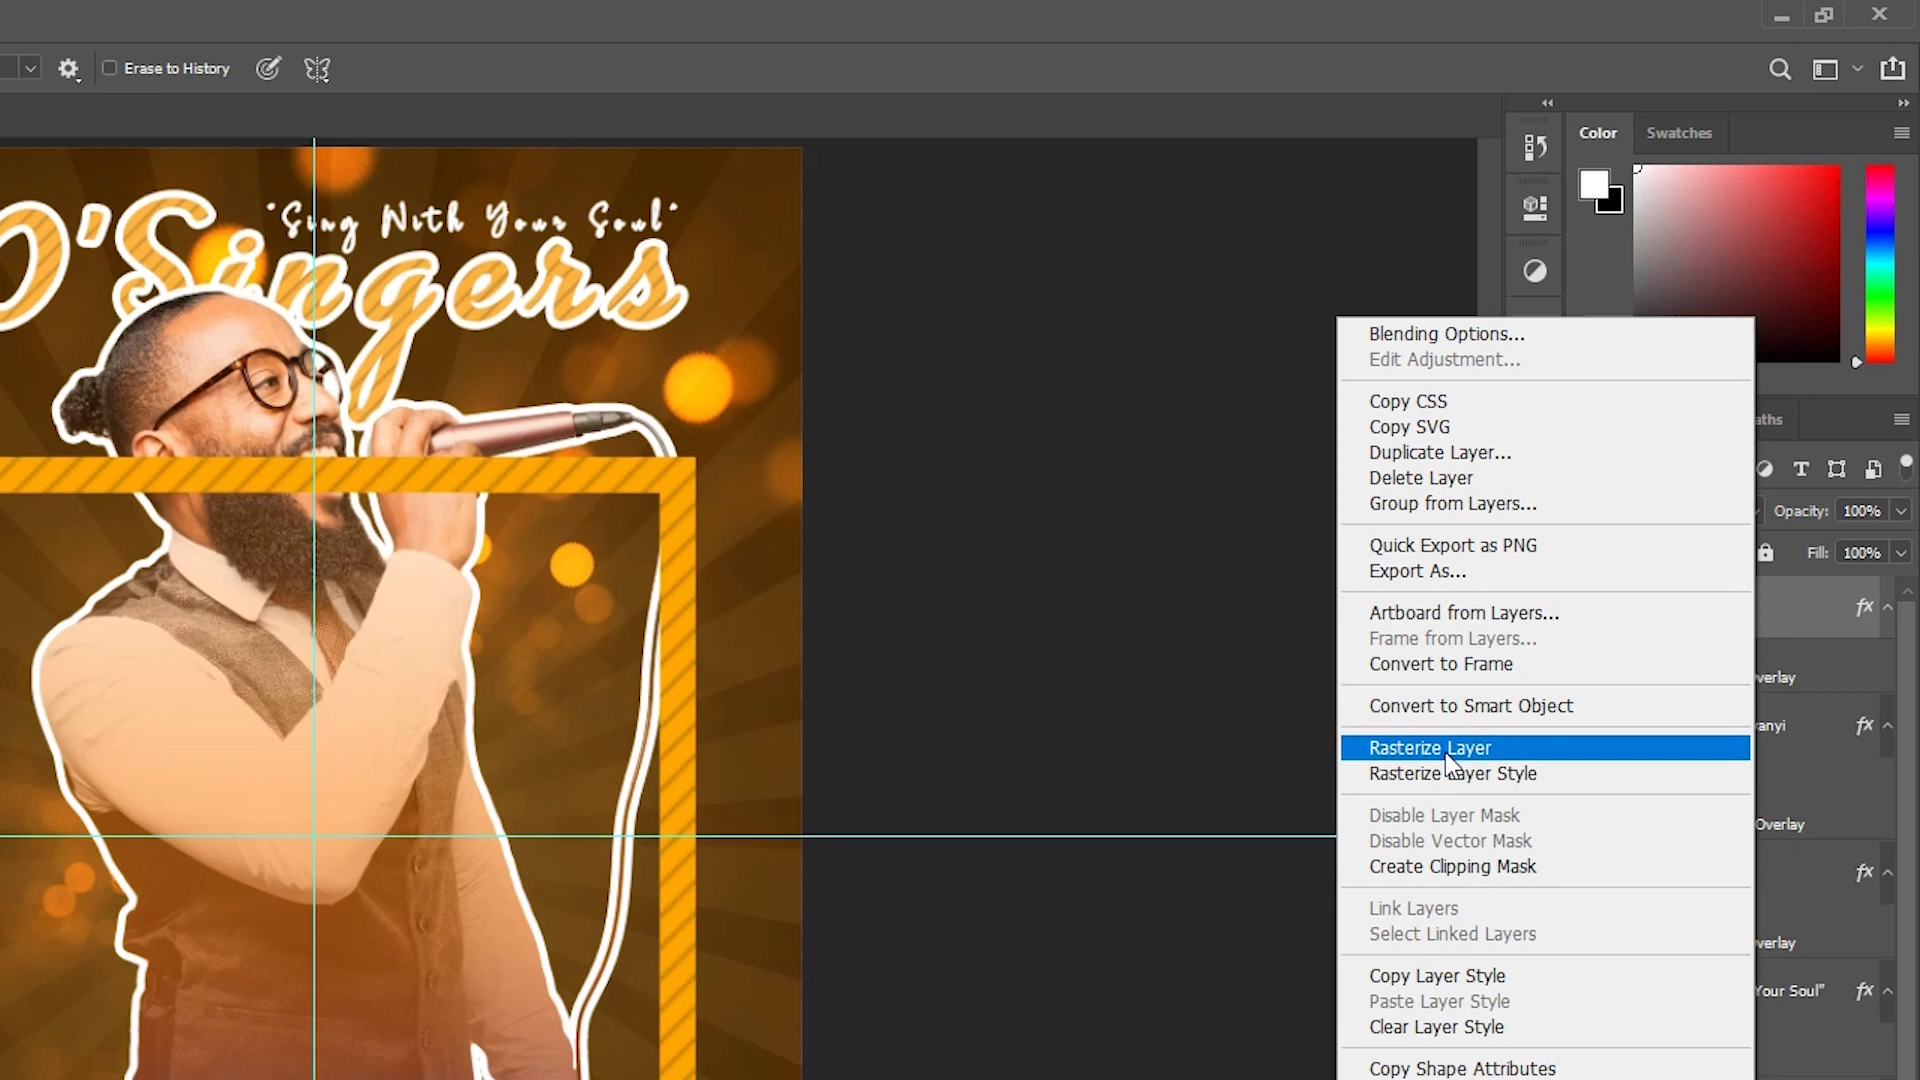 Erase to History
Color
Swatches
"Sing With Your Soul"
O'Singers
Blending Options...
Edit Adjustment...
Copy CSS
Copy SVG
Duplicate Layer...
Delete Layer
Group from Layers...
Quick Export as PNG
Export As...
Artboard from Layers...
Frame from Layers...
Convert to Frame
Convert to Smart Object
Rasterize Layer
Rasterize Layer Style
Disable Layer Mask
Disable Vector Mask
Create Clipping Mask
Link Layers
Select Linked Layers
Copy Layer Style
Paste Layer Style
Clear Layer Style
Copy Shape Attributes
aths
Opacity: 100%
Fill: 100%
fx
verlay
anyi fx
Overlay
fx
verlay
Your Soul" fx